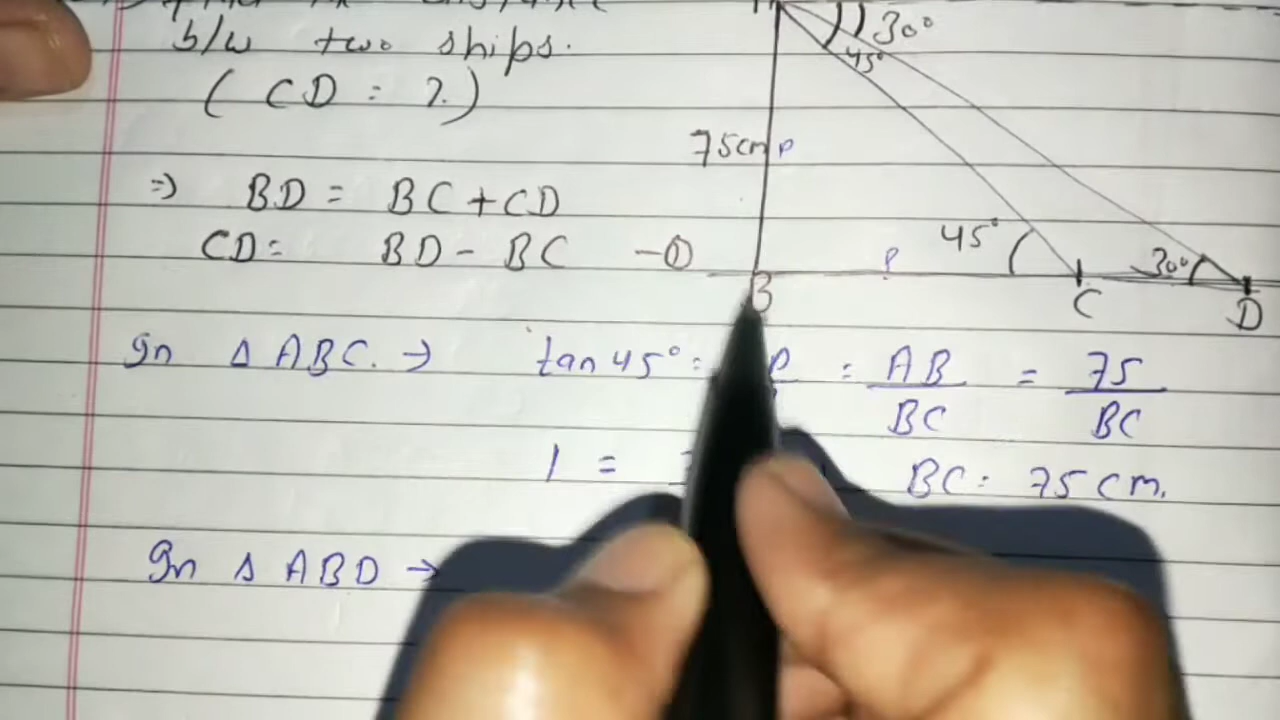 b/w two ships.
( CD = ?.)
⇒ BD = BC + CD
CD = BD - BC - ①
In Δ ABC. → tan 45° = P = AB/BC = 75/BC
1 = BC = 75 cm.
In Δ ABD →
30°
45°
75cm P
45° P 30°
B C D